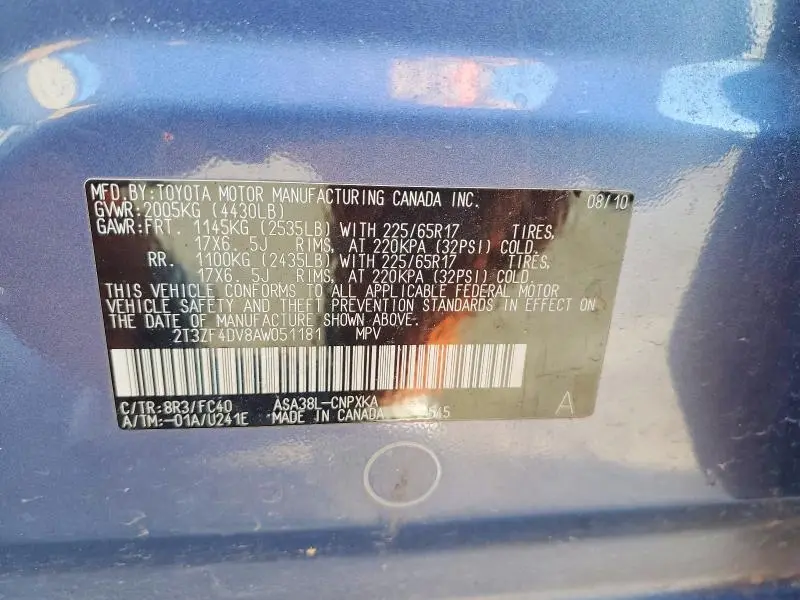 MFD.BY:TOYOTA MOTOR MANUFACTURING CANADA INC. 08/10
GVWR:2005KG (4430LB)
GAWR:FRT. 1145KG (2535LB) WITH 225/65R17 TIRES,
17X6.5J RIMS, AT 220KPA (32PSI) COLD.
RR. 1100KG (2435LB) WITH 225/65R17 TIRES,
17X6.5J RIMS, AT 220KPA (32PSI) COLD.
THIS VEHICLE CONFORMS TO ALL APPLICABLE FEDERAL MOTOR
VEHICLE SAFETY AND THEFT PREVENTION STANDARDS IN EFFECT ON
THE DATE OF MANUFACTURE SHOWN ABOVE.
2T3ZF4DV8AW051181 MPV
C/TR:8R3/FC40 ASA38L-CNPXKA
A/TM:-01A/U241E MADE IN CANADA A